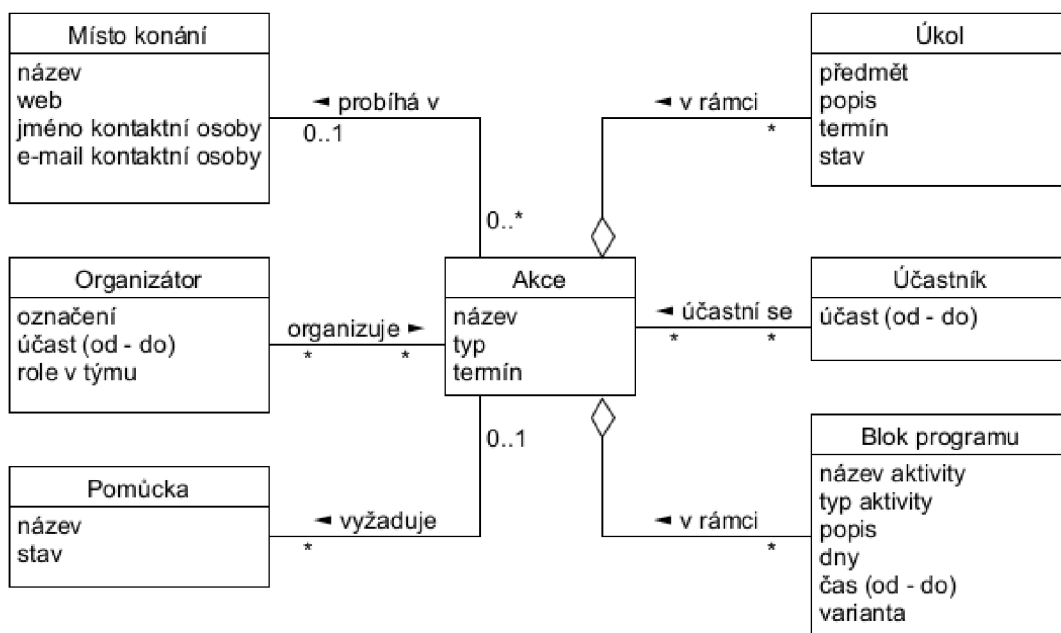 Místo konání
název
web
jméno kontaktní osoby
e-mail kontaktní osoby
◄ probíhá v
0..1
0..*
Úkol
předmět
popis
termín
stav
◄ v rámci
*
Organizátor
označení
účast (od - do)
role v týmu
organizuje ►
*
*
Akce
název
typ
termín
◄ účastní se
*
*
Účastník
účast (od - do)
Pomůcka
název
stav
◄ vyžaduje
*
0..1
◄ v rámci
*
Blok programu
název aktivity
typ aktivity
popis
dny
čas (od - do)
varianta